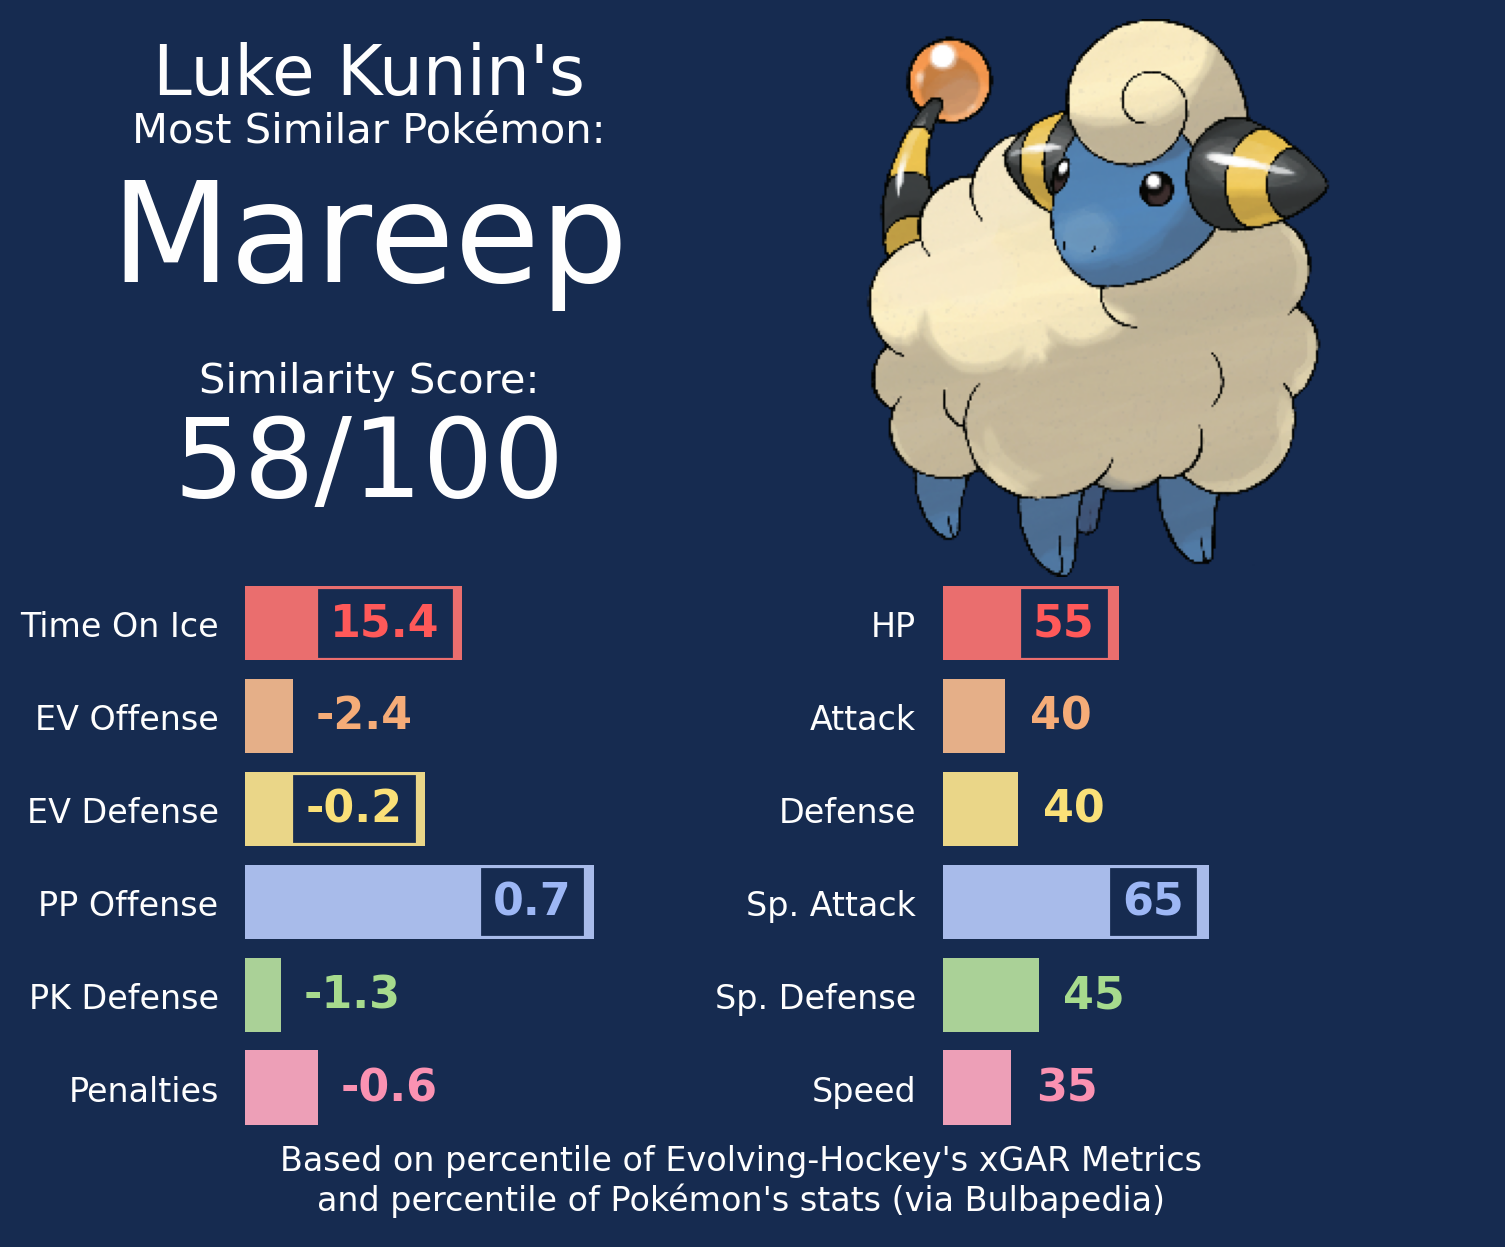 Luke Kunin's
Most Similar Pokémon:
Mareep
Similarity Score:
58/100
Time On Ice 15.4
EV Offense -2.4
EV Defense -0.2
PP Offense 0.7
PK Defense -1.3
Penalties -0.6
HP 55
Attack 40
Defense 40
Sp. Attack 65
Sp. Defense 45
Speed 35
Based on percentile of Evolving-Hockey's xGAR Metrics
and percentile of Pokémon's stats (via Bulbapedia)